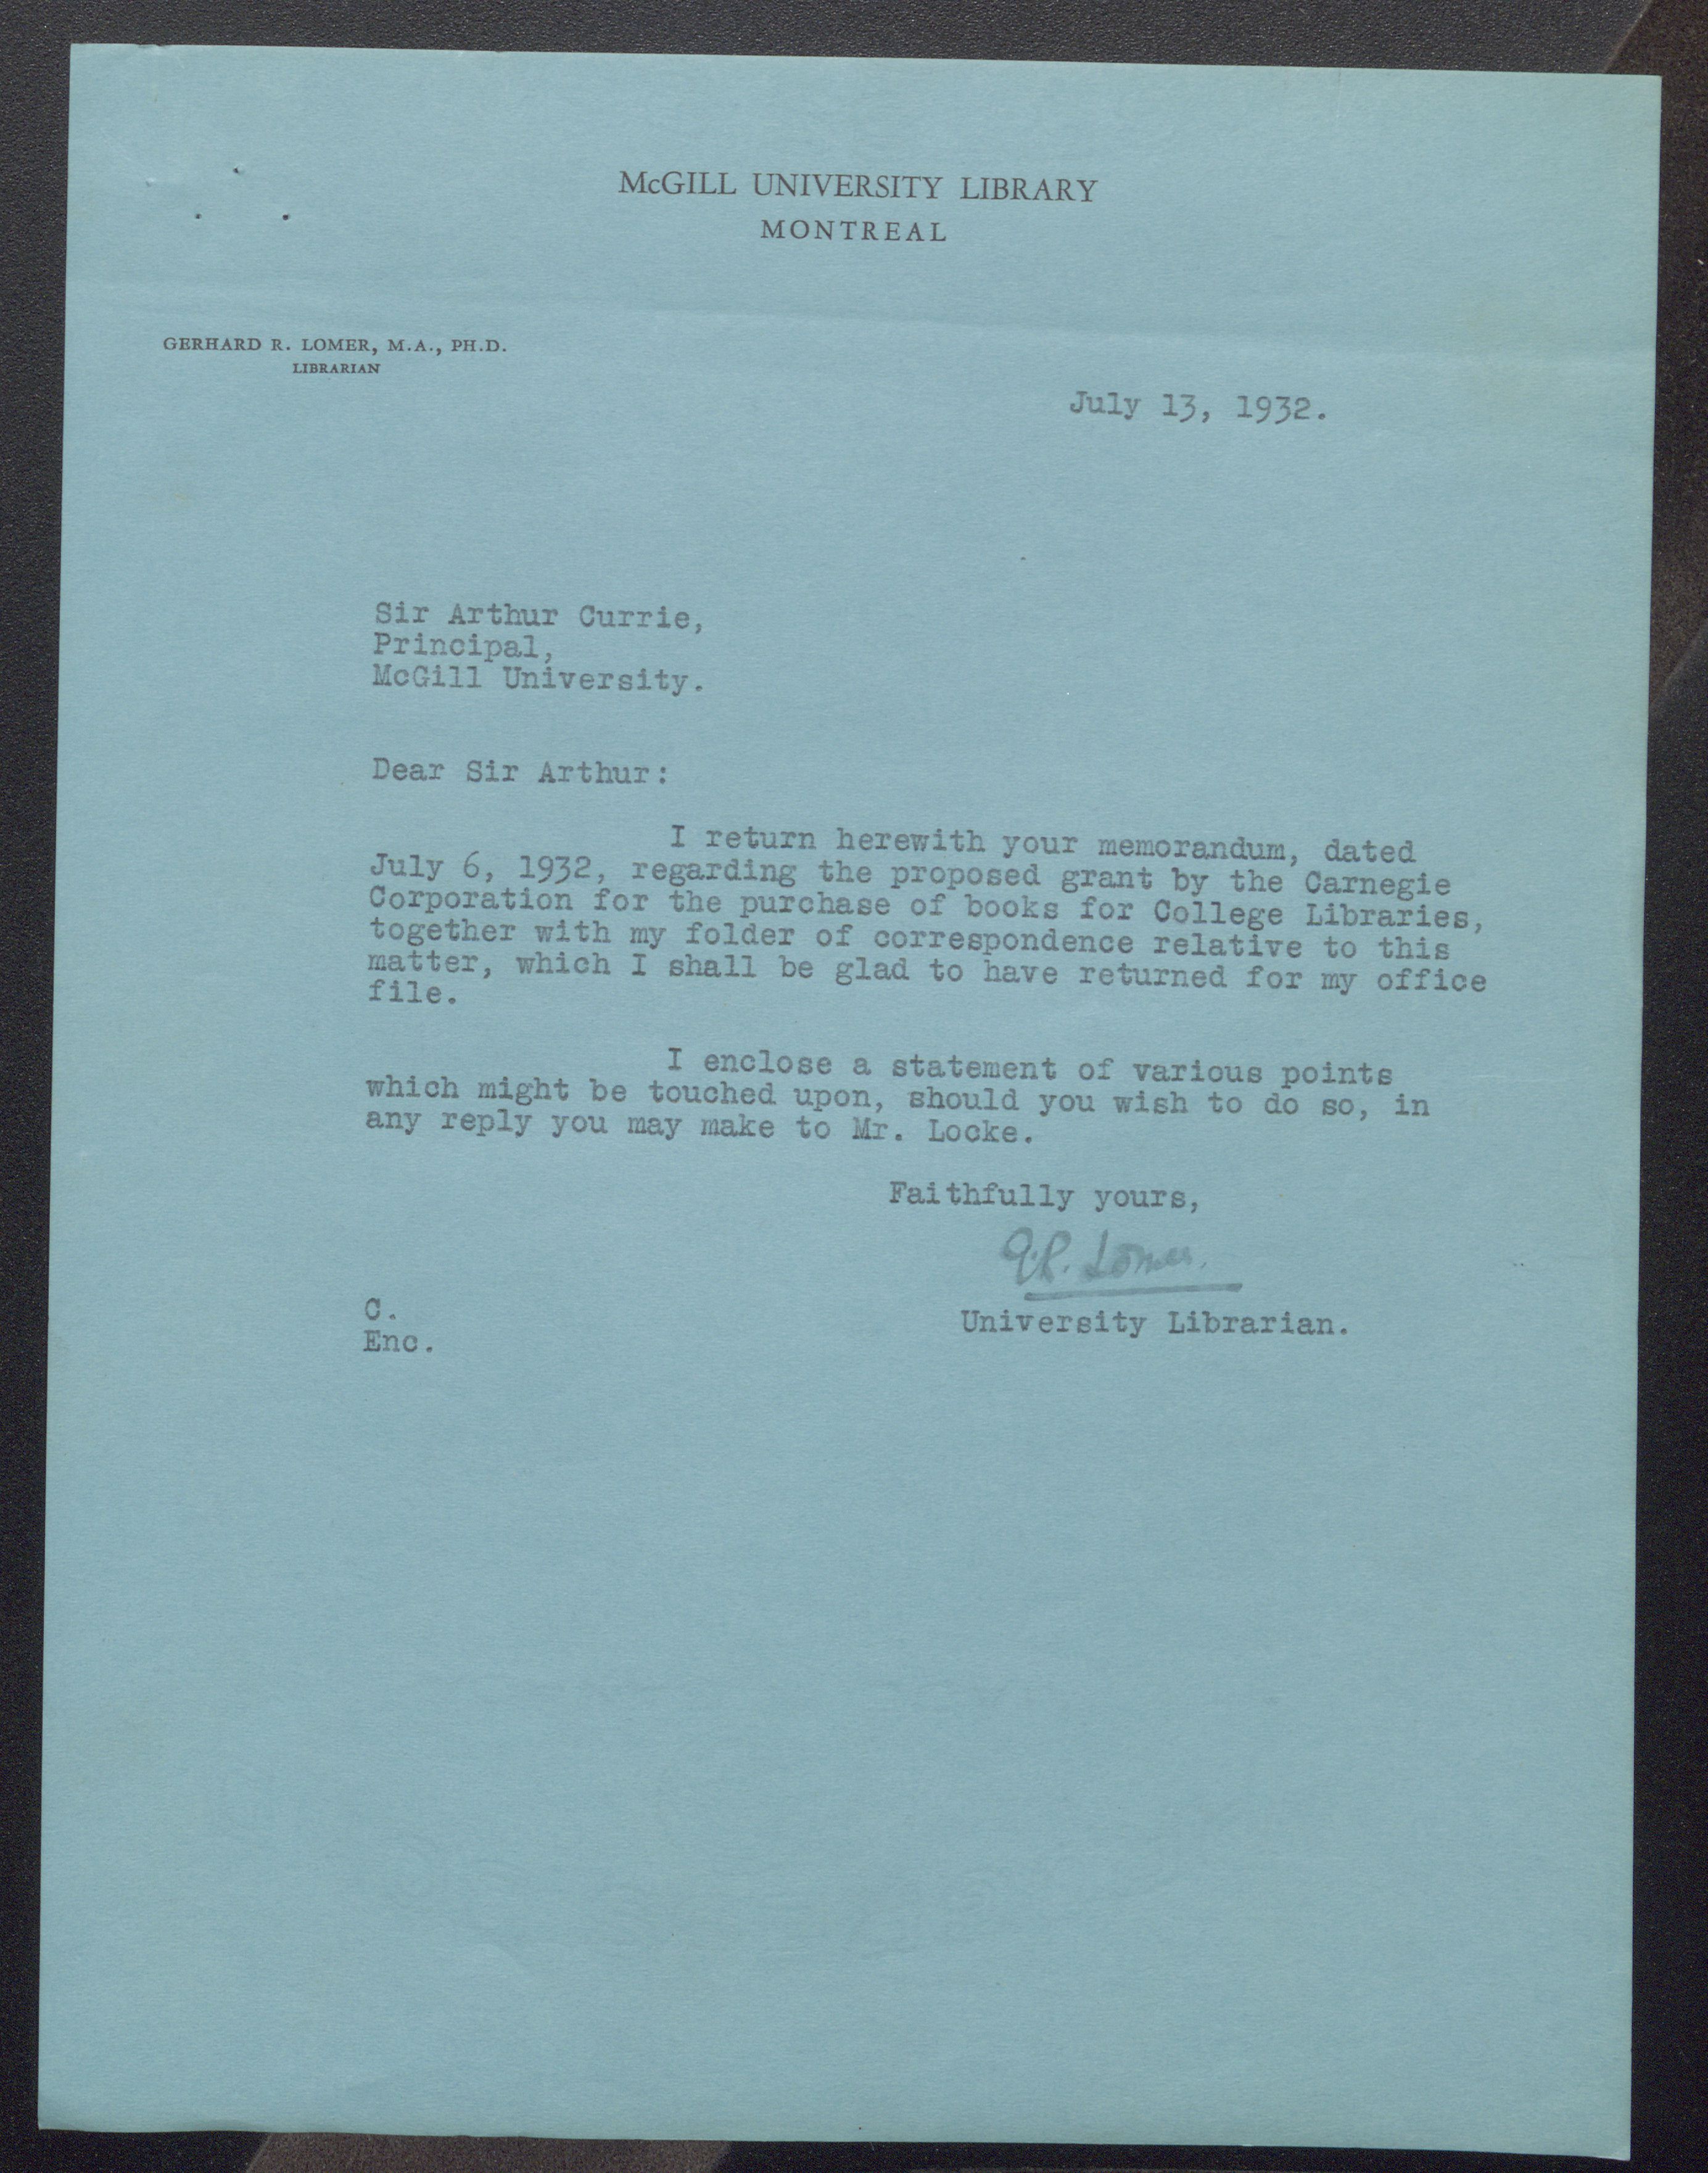 McGILL UNIVERSITY LIBRARY
MONTREAL
GERHARD R. LOMER, M.A., PH.D.
LIBRARIAN
July 13, 1932.
Sir Arthur Currie,
Principal,
McGill University.
Dear Sir Arthur:
I return herewith your memorandum, dated
July 6, 1932, regarding the proposed grant by the Carnegie
Corporation for the purchase of books for College Libraries,
together with my folder of correspondence relative to this
matter, which I shall be glad to have returned for my office
file.
I enclose a statement of various points
which might be touched upon, should you wish to do so, in
any reply you may make to Mr. Locke.
Faithfully yours,
G.R. Lomer.
University Librarian.
C.
Enc.